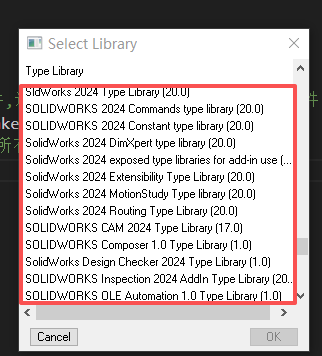 Select Library
件
Type Library
SldWorks 2024 Type Library (20.0)
SOLIDWORKS 2024 Commands type library (20.0)
SOLIDWORKS 2024 Constant type library (20.0)
SolidWorks 2024 DimXpert type library (20.0)
SolidWorks 2024 exposed type libraries for add-in use (...
SolidWorks 2024 Extensibility Type Library (20.0)
SolidWorks 2024 MotionStudy Type library (20.0)
SolidWorks 2024 Routing Type Library (20.0)
SOLIDWORKS CAM 2024 Type Library (17.0)
SOLIDWORKS Composer 1.0 Type Library (1.0)
SolidWorks Design Checker 2024 Type Library (1.0)
SOLIDWORKS Inspection 2024 AddIn Type Library (20...
SOLIDWORKS OLE Automation 1.0 Type Library (1.0)
Cancel
OK